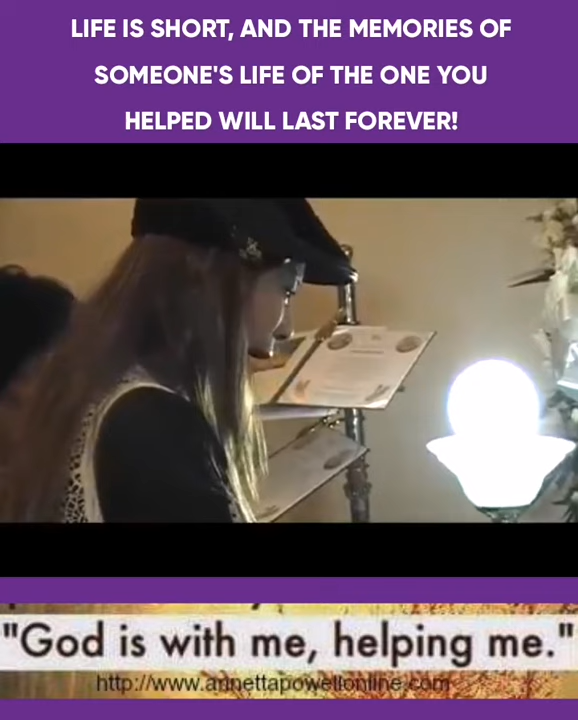 LIFE IS SHORT, AND THE MEMORIES OF
SOMEONE'S LIFE OF THE ONE YOU
HELPED WILL LAST FOREVER!
"God is with me, helping me."
http://www.annettapowellonline.com